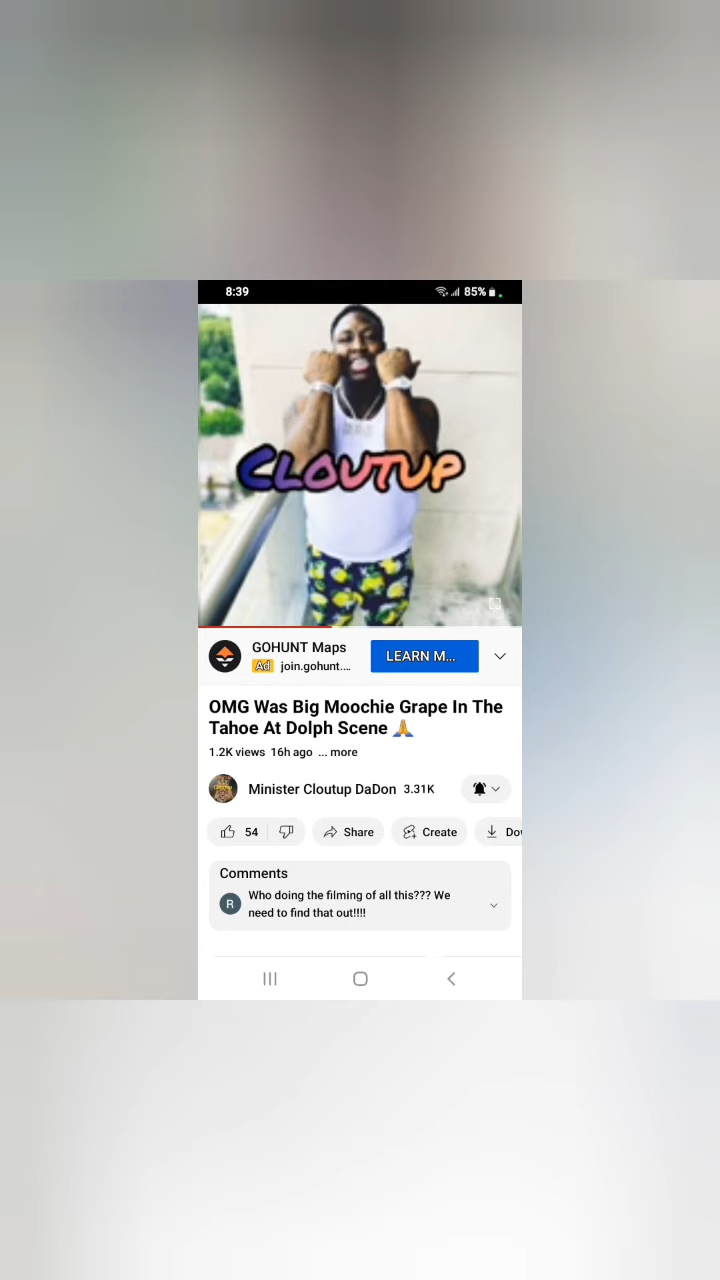 8:39
85%
CLOUTUP
GOHUNT Maps
Ad join.gohunt....
LEARN M...
OMG Was Big Moochie Grape In The
Tahoe At Dolph Scene 🙏
1.2K views 16h ago ... more
Minister Cloutup DaDon 3.31K
54
Share
Create
Dov
Comments
R
Who doing the filming of all this??? We
need to find that out!!!!